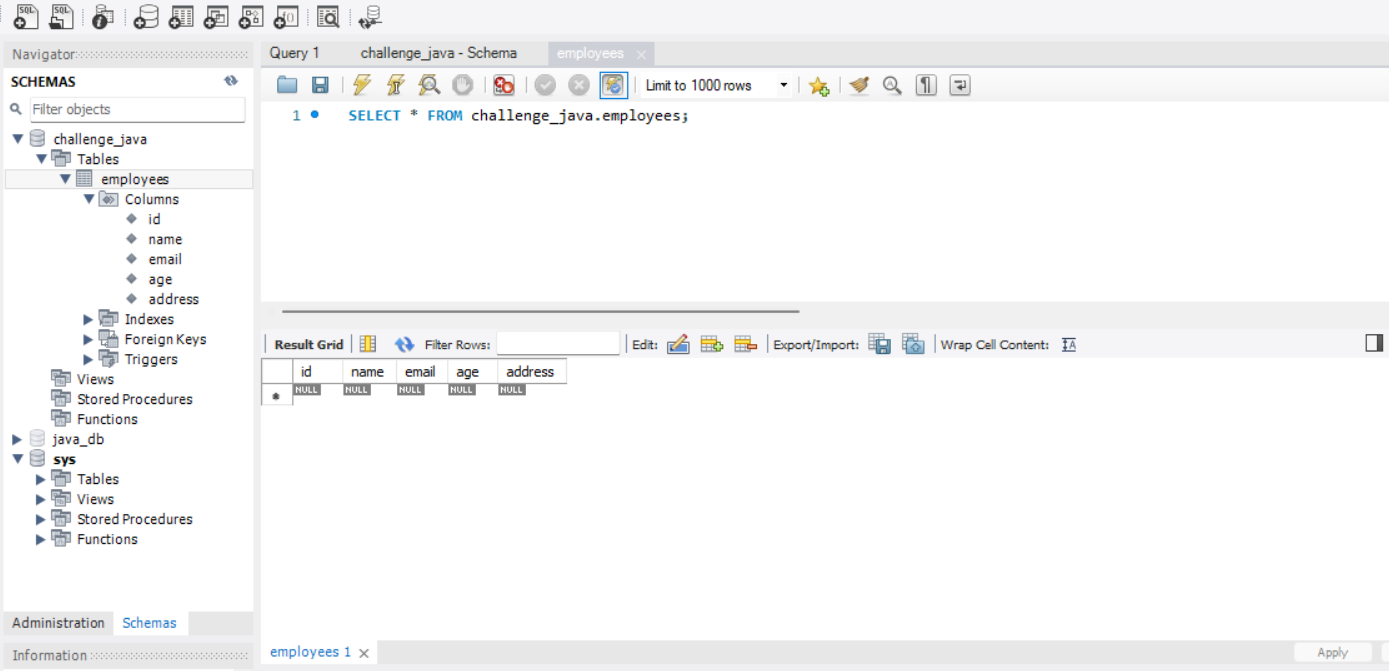 SQL SQL
Navigator
SCHEMAS
Filter objects
challenge_java
Tables
employees
Columns
id
name
email
age
address
Indexes
Foreign Keys
Triggers
Views
Stored Procedures
Functions
java_db
sys
Tables
Views
Stored Procedures
Functions
Administration Schemas
Information
Query 1 challenge_java - Schema employees
Limit to 1000 rows
1 SELECT * FROM challenge_java.employees;
Result Grid Filter Rows: Edit: Export/Import: Wrap Cell Content: IA
id name email age address
NULL NULL NULL NULL NULL
employees 1
Apply